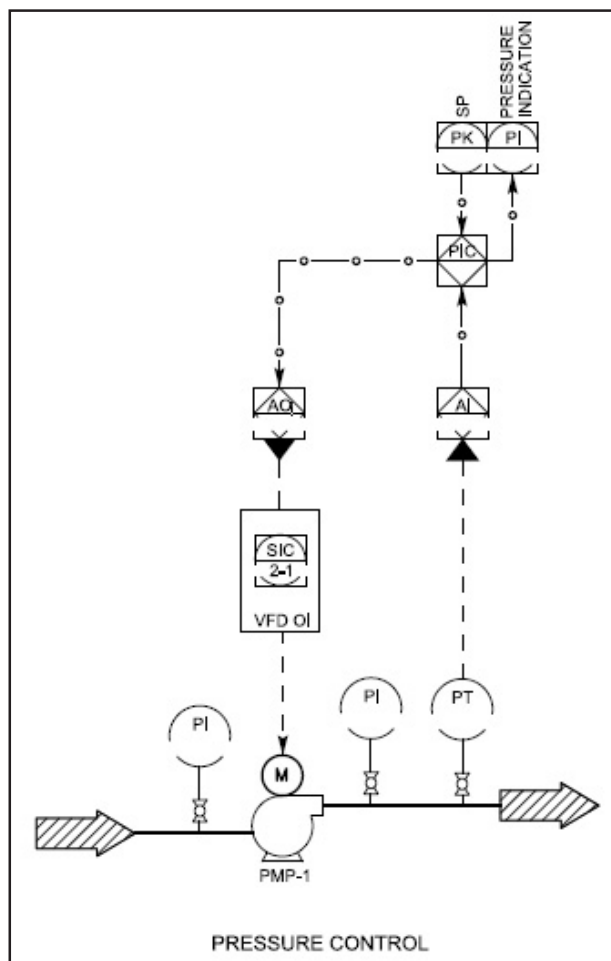 SP
PRESSURE
INDICATION
PK
PI
PIC
AO
AI
SIC
2-1
VFD OI
PI
PI
PT
M
PMP-1
PRESSURE CONTROL